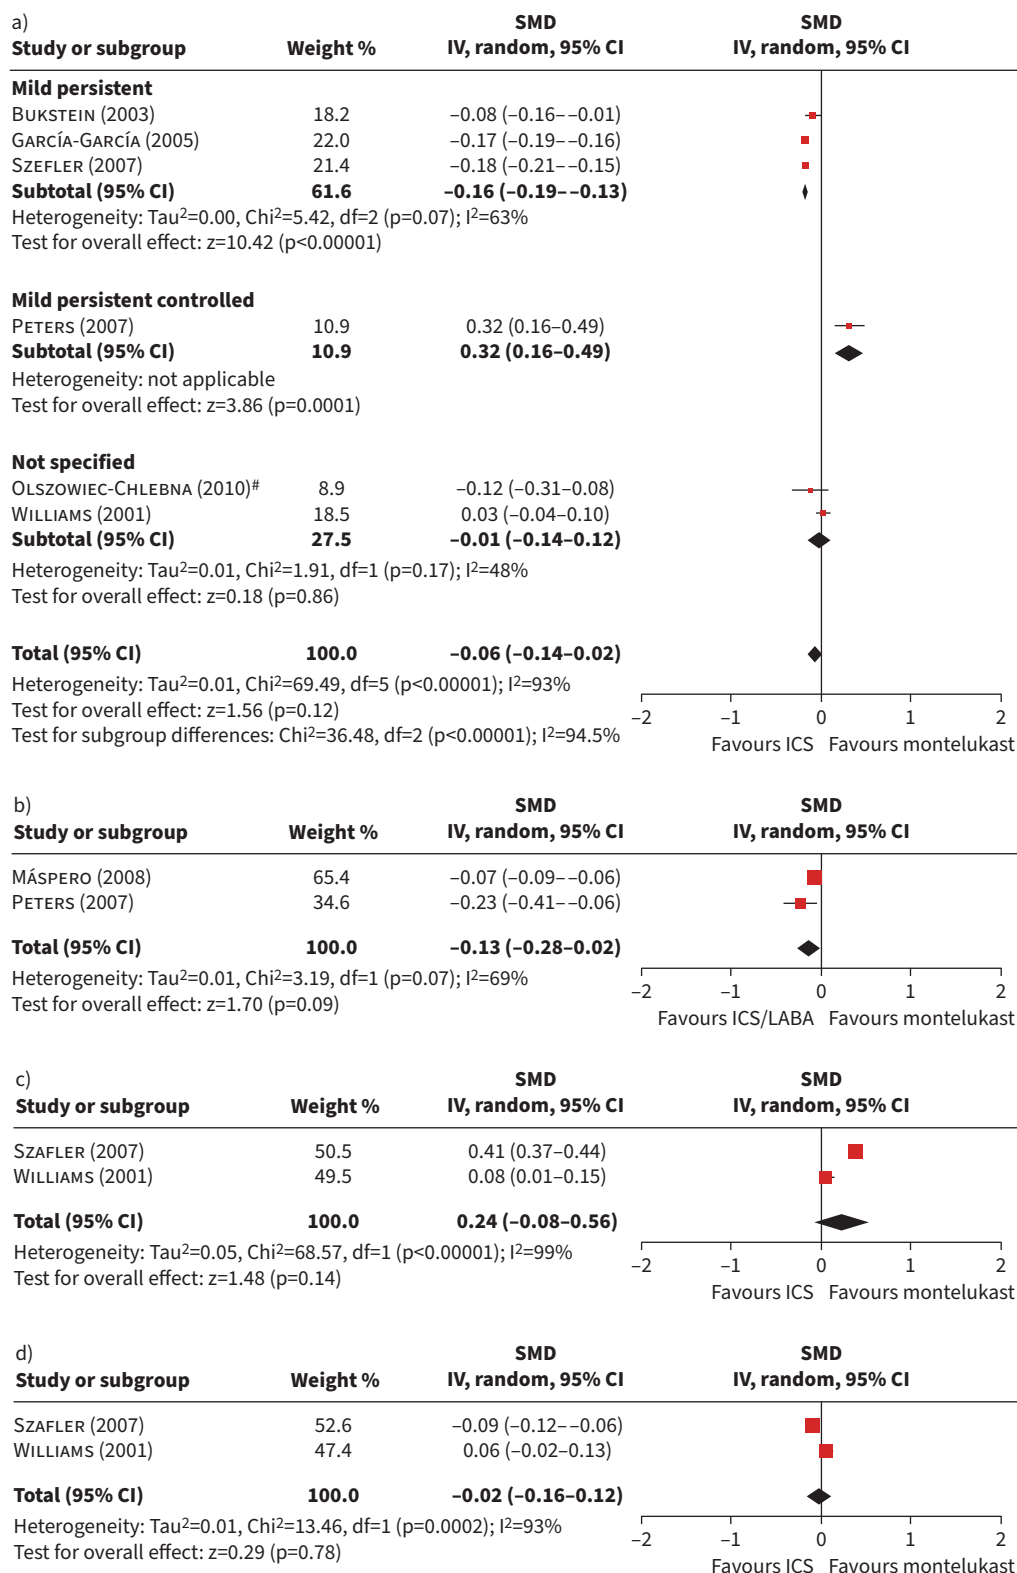 a)
SMD
SMD
Study or subgroup Weight % IV, random, 95% CI IV, random, 95% CI
Mild persistent
BUKSTEIN (2003) 18.2 –0.08 (–0.16––0.01)
GARCÍA-GARCÍA (2005) 22.0 –0.17 (–0.19––0.16)
SZEFLER (2007) 21.4 –0.18 (–0.21––0.15)
Subtotal (95% CI) 61.6 –0.16 (–0.19––0.13)
Heterogeneity: Tau²=0.00, Chi²=5.42, df=2 (p=0.07); I²=63%
Test for overall effect: z=10.42 (p<0.00001)
Mild persistent controlled
PETERS (2007) 10.9 0.32 (0.16–0.49)
Subtotal (95% CI) 10.9 0.32 (0.16–0.49)
Heterogeneity: not applicable
Test for overall effect: z=3.86 (p=0.0001)
Not specified
OLSZOWIEC-CHLEBNA (2010)# 8.9 –0.12 (–0.31–0.08)
WILLIAMS (2001) 18.5 0.03 (–0.04–0.10)
Subtotal (95% CI) 27.5 –0.01 (–0.14–0.12)
Heterogeneity: Tau²=0.01, Chi²=1.91, df=1 (p=0.17); I²=48%
Test for overall effect: z=0.18 (p=0.86)
Total (95% CI) 100.0 –0.06 (–0.14–0.02)
Heterogeneity: Tau²=0.01, Chi²=69.49, df=5 (p<0.00001); I²=93%
Test for overall effect: z=1.56 (p=0.12)
Test for subgroup differences: Chi²=36.48, df=2 (p<0.00001); I²=94.5%
–2 –1 0 1 2
Favours ICS Favours montelukast
b)
SMD
SMD
Study or subgroup Weight % IV, random, 95% CI IV, random, 95% CI
MÁSPERO (2008) 65.4 –0.07 (–0.09––0.06)
PETERS (2007) 34.6 –0.23 (–0.41––0.06)
Total (95% CI) 100.0 –0.13 (–0.28–0.02)
Heterogeneity: Tau²=0.01, Chi²=3.19, df=1 (p=0.07); I²=69%
Test for overall effect: z=1.70 (p=0.09)
–2 –1 0 1 2
Favours ICS/LABA Favours montelukast
c)
SMD
SMD
Study or subgroup Weight % IV, random, 95% CI IV, random, 95% CI
SZAFLER (2007) 50.5 0.41 (0.37–0.44)
WILLIAMS (2001) 49.5 0.08 (0.01–0.15)
Total (95% CI) 100.0 0.24 (–0.08–0.56)
Heterogeneity: Tau²=0.05, Chi²=68.57, df=1 (p<0.00001); I²=99%
Test for overall effect: z=1.48 (p=0.14)
–2 –1 0 1 2
Favours ICS Favours montelukast
d)
SMD
SMD
Study or subgroup Weight % IV, random, 95% CI IV, random, 95% CI
SZAFLER (2007) 52.6 –0.09 (–0.12––0.06)
WILLIAMS (2001) 47.4 0.06 (–0.02–0.13)
Total (95% CI) 100.0 –0.02 (–0.16–0.12)
Heterogeneity: Tau²=0.01, Chi²=13.46, df=1 (p=0.0002); I²=93%
Test for overall effect: z=0.29 (p=0.78)
–2 –1 0 1 2
Favours ICS Favours montelukast